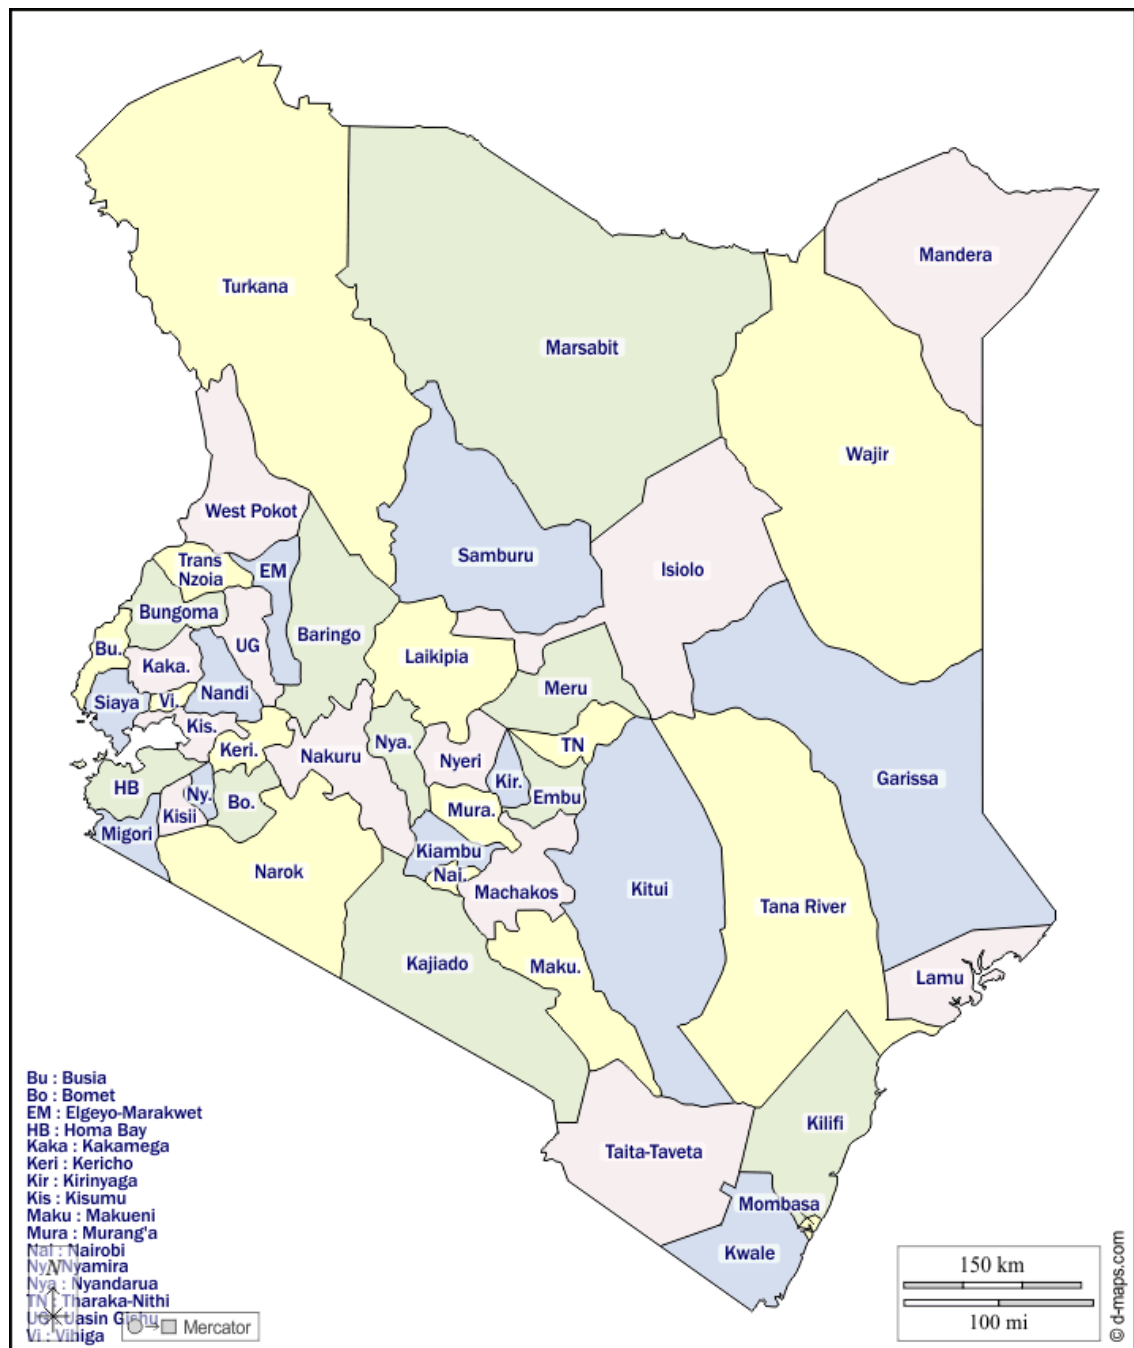 Mandera
Turkana
Marsabit
Wajir
West Pokot
Samburu
Trans
Nzoia
EM
Isiolo
Bungoma
Baringo
Bu.
UG
Laikipia
Kaka.
Meru
Siaya
Vi.
Nandi
Kis.
Keri.
Nakuru
Nya.
Nyeri
TN
Garissa
HB
Ny.
Bo.
Kir.
Embu
Kisii
Mura.
Migori
Kiambu
Narok
Nai.
Machakos
Kitui
Tana River
Kajiado
Maku.
Lamu
Bu : Busia
Bo : Bomet
EM : Elgeyo-Marakwet
HB : Homa Bay
Kaka : Kakamega
Keri : Kericho
Kir : Kirinyaga
Kis : Kisumu
Maku : Makueni
Mura : Murang'a
Nai : Nairobi
Ny : Nyamira
Nya : Nyandarua
TN : Tharaka-Nithi
UG : Uasin Gishu
Vi : Vihiga
N
Mercator
Kilifi
Taita-Taveta
Mombasa
Kwale
150 km
100 mi
© d-maps.com